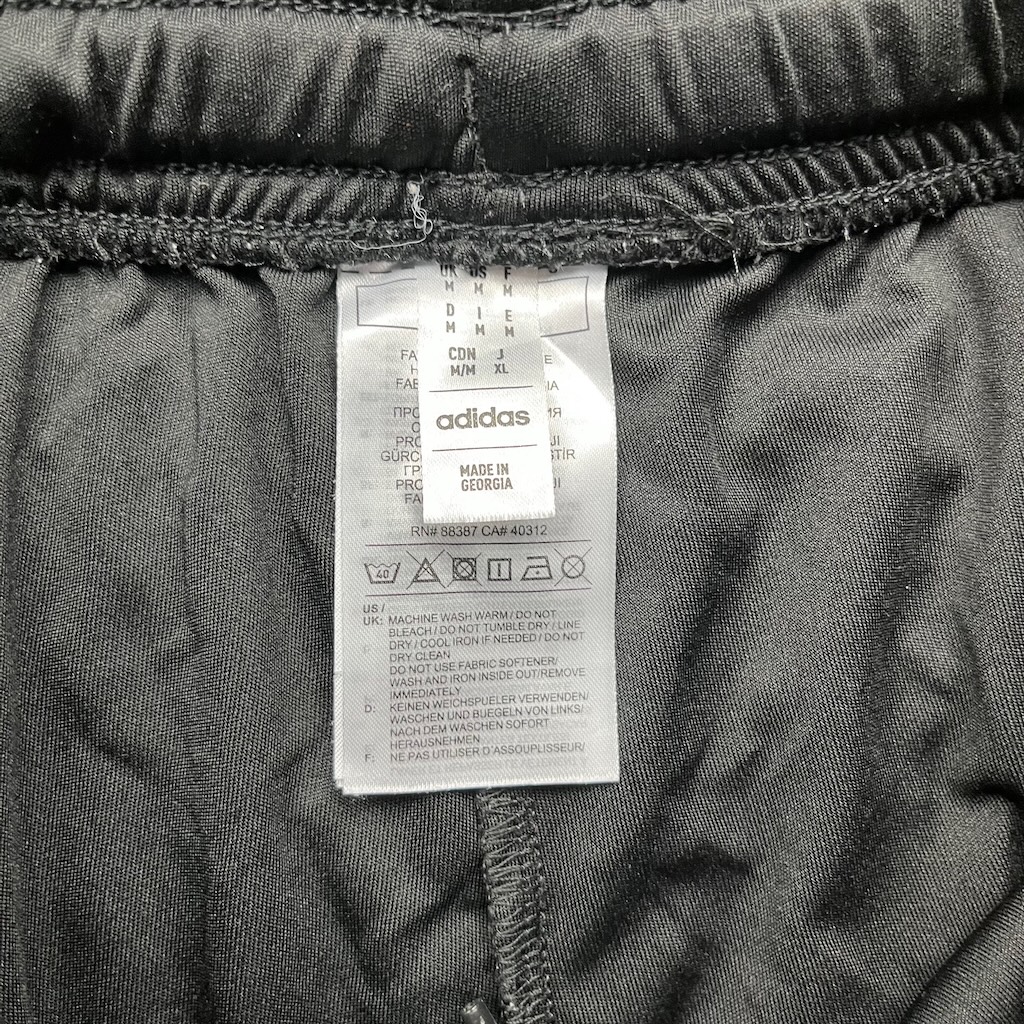 UK US F
M M M
D I E
M M M
CDN J
M/M XL
adidas
MADE IN
GEORGIA
RN# 88387 CA# 40312
40
US /
UK: MACHINE WASH WARM / DO NOT
BLEACH / DO NOT TUMBLE DRY / LINE
DRY / COOL IRON IF NEEDED / DO NOT
DRY CLEAN
DO NOT USE FABRIC SOFTENER/
WASH AND IRON INSIDE OUT/REMOVE
IMMEDIATELY
D: KEINEN WEICHSPUELER VERWENDEN/
WASCHEN UND BUEGELN VON LINKS/
NACH DEM WASCHEN SOFORT
HERAUSNEHMEN
F: NE PAS UTILISER D'ASSOUPLISSEUR/